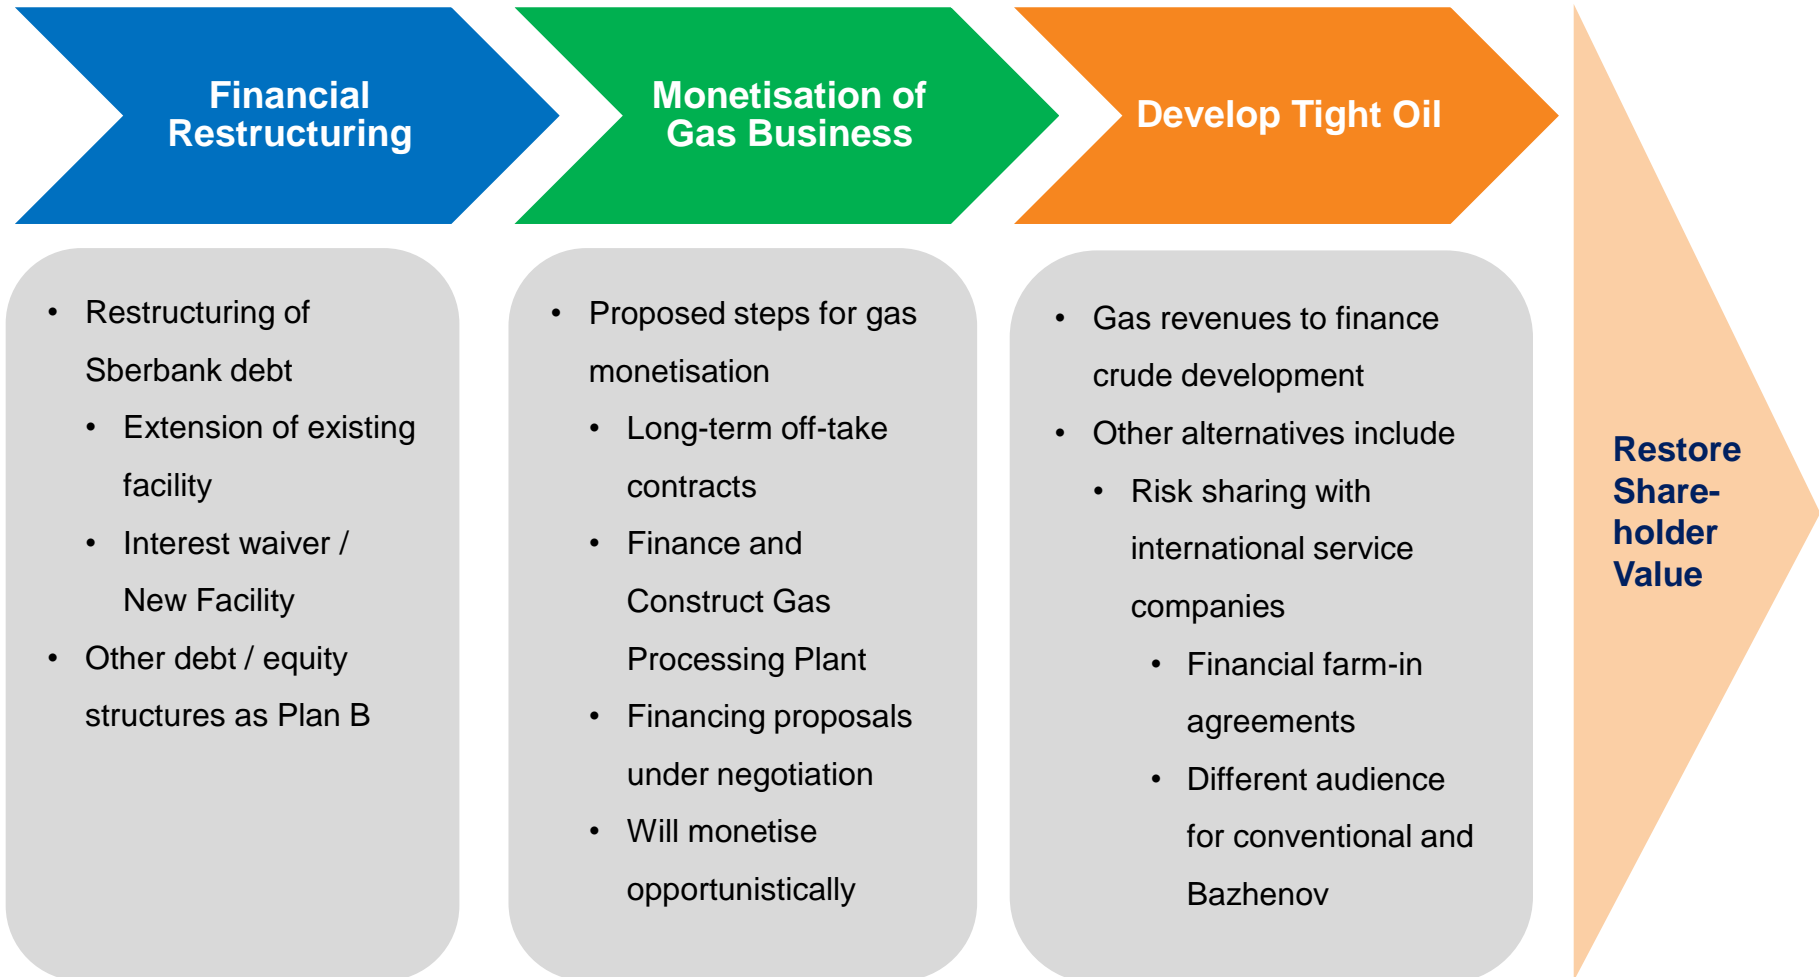 Financial
Restructuring
Monetisation of
Gas Business
Develop Tight Oil
• Restructuring of
Sberbank debt
• Extension of existing
facility
• Interest waiver /
New Facility
• Other debt / equity
structures as Plan B
• Proposed steps for gas
monetisation
• Long-term off-take
contracts
• Finance and
Construct Gas
Processing Plant
• Financing proposals
under negotiation
• Will monetise
opportunistically
• Gas revenues to finance
crude development
• Other alternatives include
• Risk sharing with
international service
companies
• Financial farm-in
agreements
• Different audience
for conventional and
Bazhenov
Restore
Share-
holder
Value